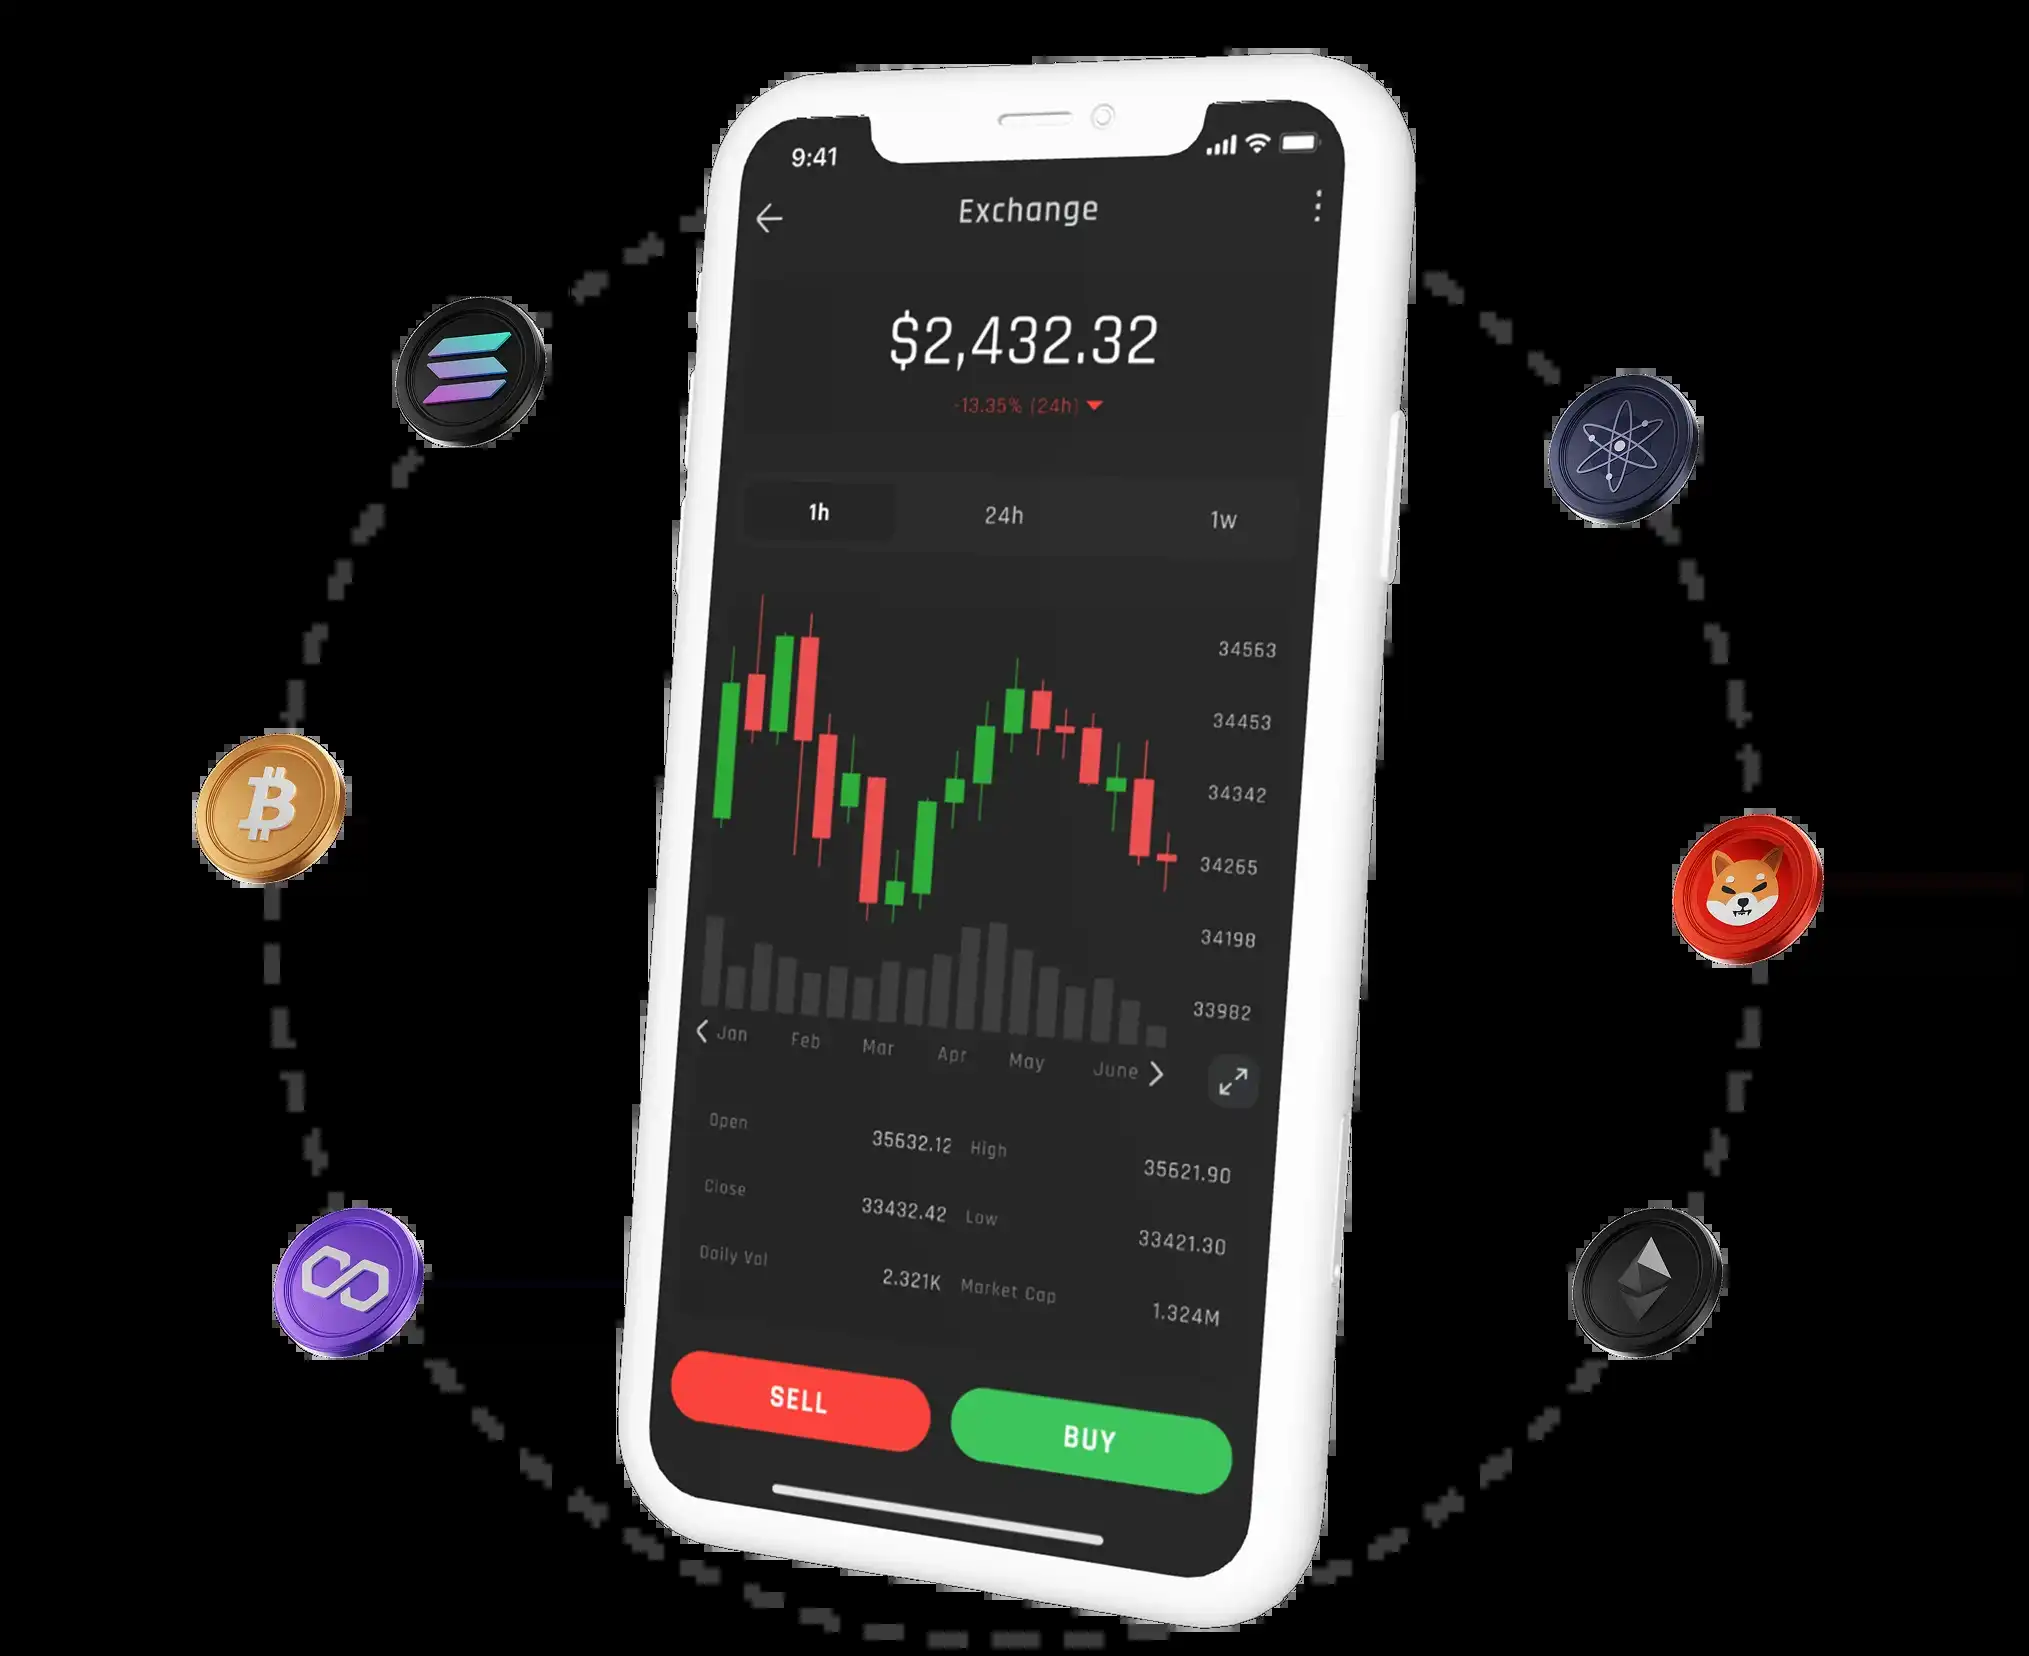 9:41
Exchange
$2,432.32
-13.35% (24h)
1h 24h 1w
34563
34453
34342
34265
34198
33982
Jan Feb Mar Apr May June
Open 35632.12 High 35621.90
Close 33432.42 Low 33421.30
Daily Vol 2.321K Market Cap 1.324M
SELL BUY